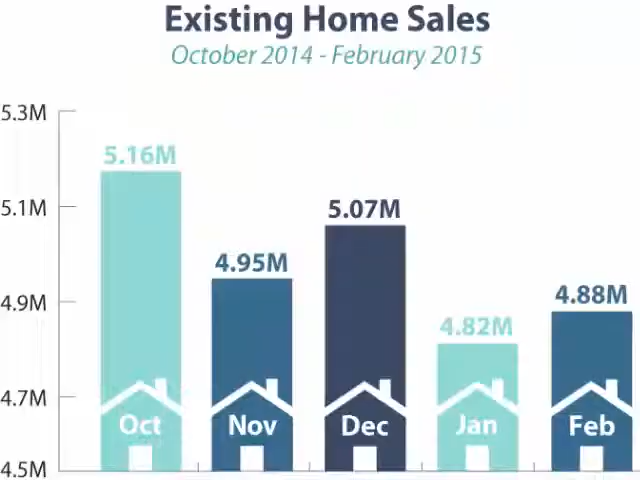 Existing Home Sales
October 2014 - February 2015
5.3M
5.16M
5.1M
5.07M
4.95M
4.9M
4.88M
4.82M
4.7M
Oct
Nov
Dec
Jan
Feb
4.5M